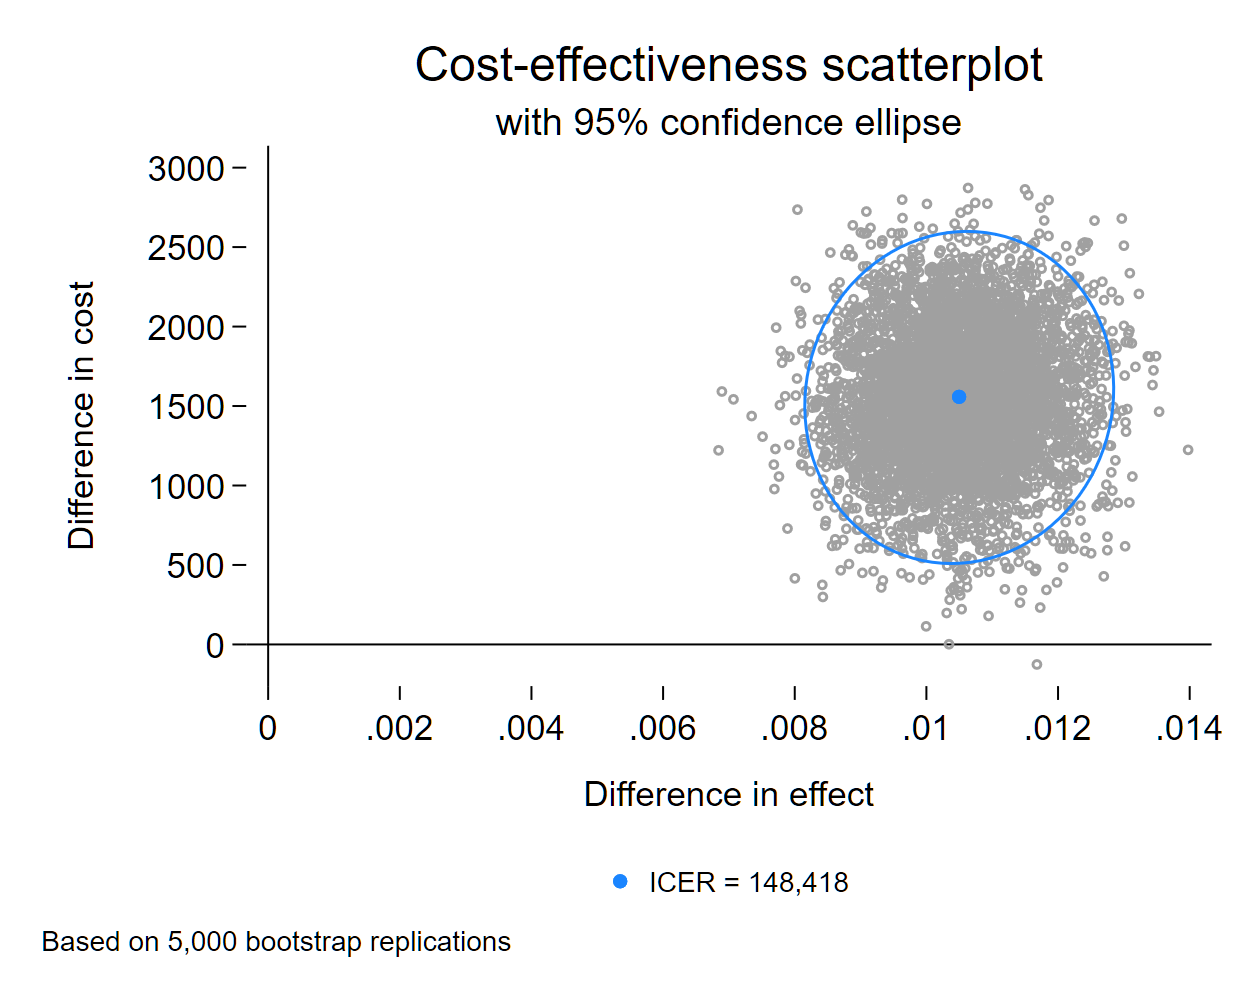 Cost-effectiveness scatterplot
with 95% confidence ellipse
Difference in cost
3000
2500
2000
1500
1000
500
0
0 .002 .004 .006 .008 .01 .012 .014
Difference in effect
ICER = 148,418
Based on 5,000 bootstrap replications